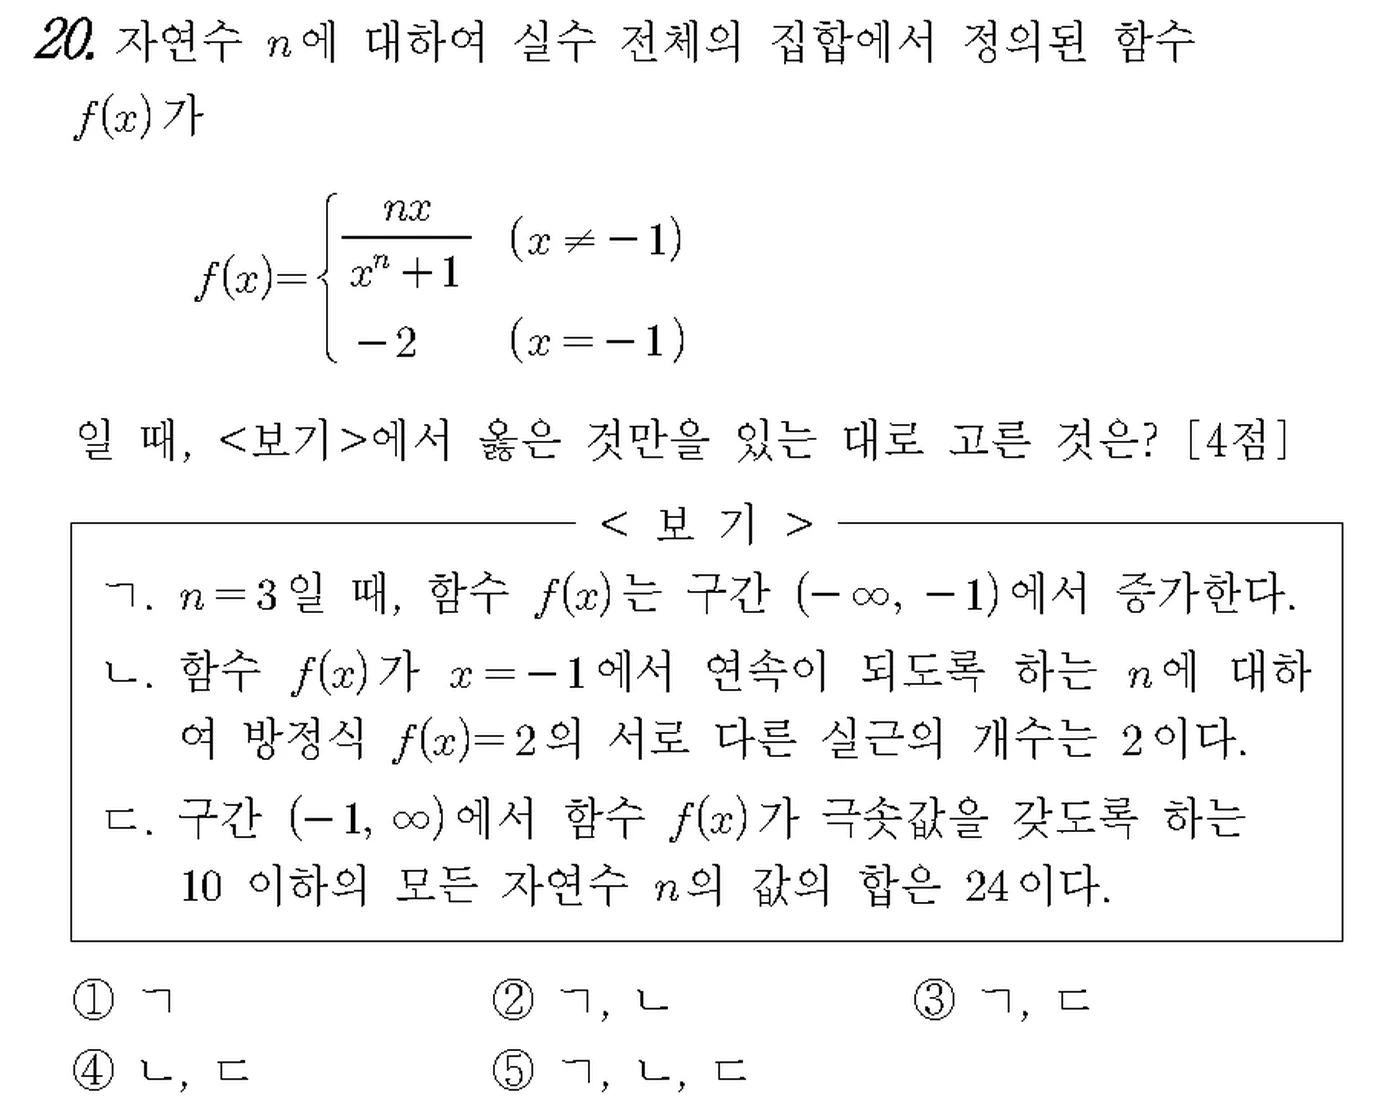 20. 자연수 n에 대하여 실수 전체의 집합에서 정의된 함수
f(x)가
f(x)={ nx/(x^n+1) (x≠-1)
-2 (x=-1)
일 때, <보기>에서 옳은 것만을 있는 대로 고른 것은? [4점]
< 보 기 >
ㄱ. n=3일 때, 함수 f(x)는 구간 (-∞, -1)에서 증가한다.
ㄴ. 함수 f(x)가 x=-1에서 연속이 되도록 하는 n에 대하
여 방정식 f(x)=2의 서로 다른 실근의 개수는 2이다.
ㄷ. 구간 (-1, ∞)에서 함수 f(x)가 극솟값을 갖도록 하는
10 이하의 모든 자연수 n의 값의 합은 24이다.
① ㄱ ② ㄱ, ㄴ ③ ㄱ, ㄷ
④ ㄴ, ㄷ ⑤ ㄱ, ㄴ, ㄷ